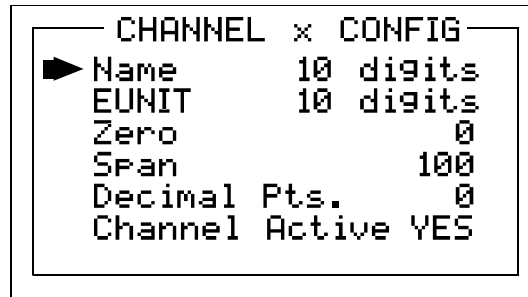 CHANNEL x CONFIG
Name 10 digits
EUNIT 10 digits
Zero 0
Span 100
Decimal Pts. 0
Channel Active YES